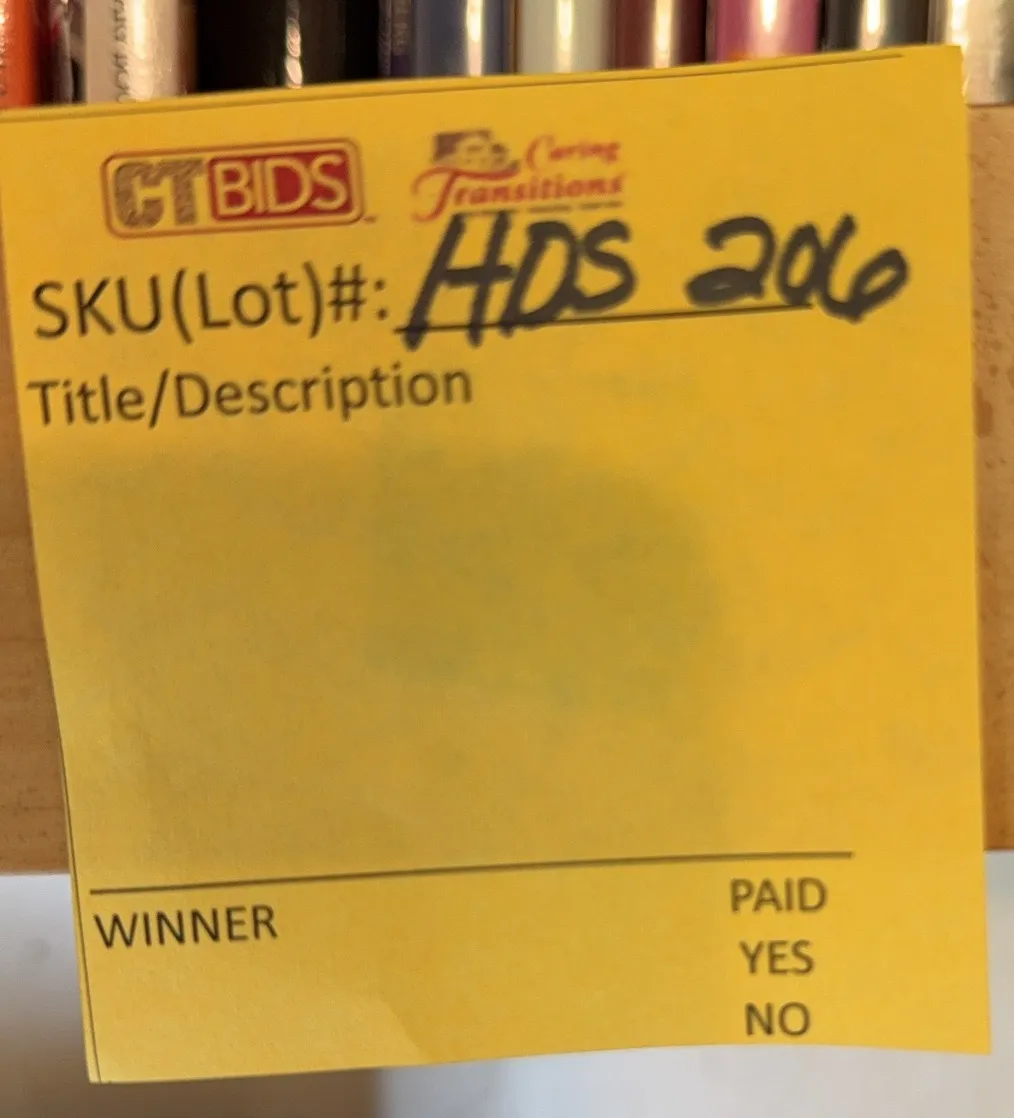 CTBIDS
Caring
Transitions
SKU(Lot)#: HDS 206
Title/Description
WINNER
PAID
YES
NO